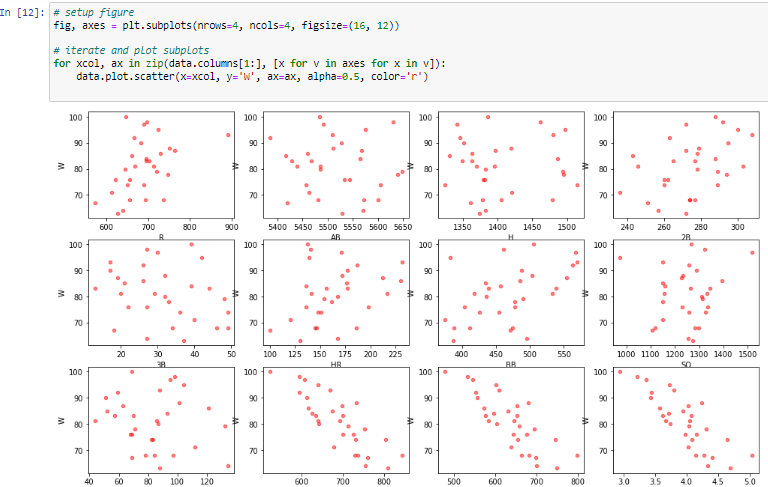 In [12]: # setup figure
fig, axes = plt.subplots(nrows=4, ncols=4, figsize=(16, 12))
# iterate and plot subplots
for xcol, ax in zip(data.columns[1:], [x for v in axes for x in v]):
data.plot.scatter(x=xcol, y='W', ax=ax, alpha=0.5, color='r')
100 90 80 70 W
600 700 800 900
R
100 90 80 70 W
5400 5450 5500 5550 5600 5650
AB
100 90 80 70 W
1350 1400 1450 1500
H
100 90 80 70 W
240 260 280 300
2B
100 90 80 70 W
20 30 40 50
3B
100 90 80 70 W
100 125 150 175 200 225
HR
100 90 80 70 W
400 450 500 550
BB
100 90 80 70 W
1000 1100 1200 1300 1400 1500
SO
100 90 80 70 W
40 60 80 100 120
100 90 80 70 W
600 700 800
100 90 80 70 W
500 600 700 800
100 90 80 70 W
3.0 3.5 4.0 4.5 5.0